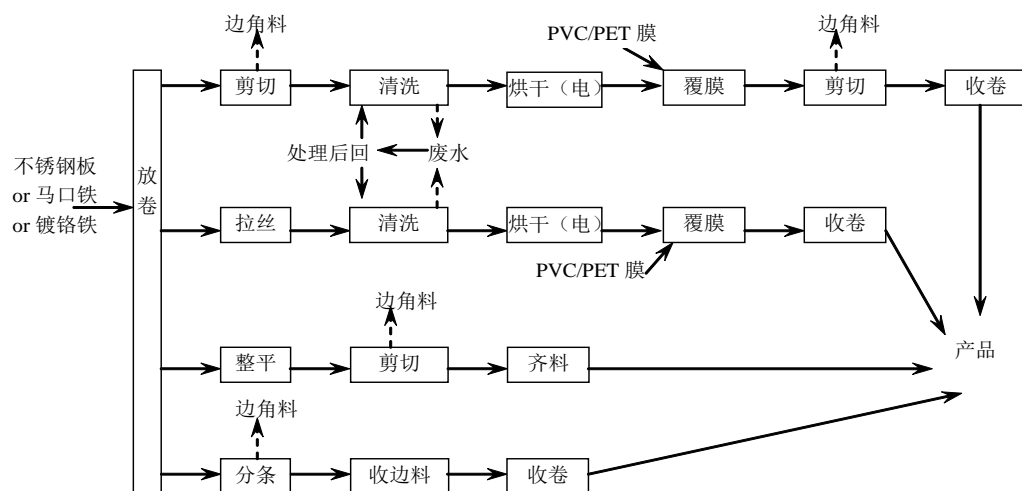 边角料
PVC/PET 膜
边角料
剪切
清洗
烘干（电）
覆膜
剪切
收卷
处理后回
废水
不锈钢板
or 马口铁
or 镀铬铁
放
卷
拉丝
清洗
烘干（电）
覆膜
收卷
PVC/PET 膜
边角料
整平
剪切
齐料
产品
边角料
分条
收边料
收卷